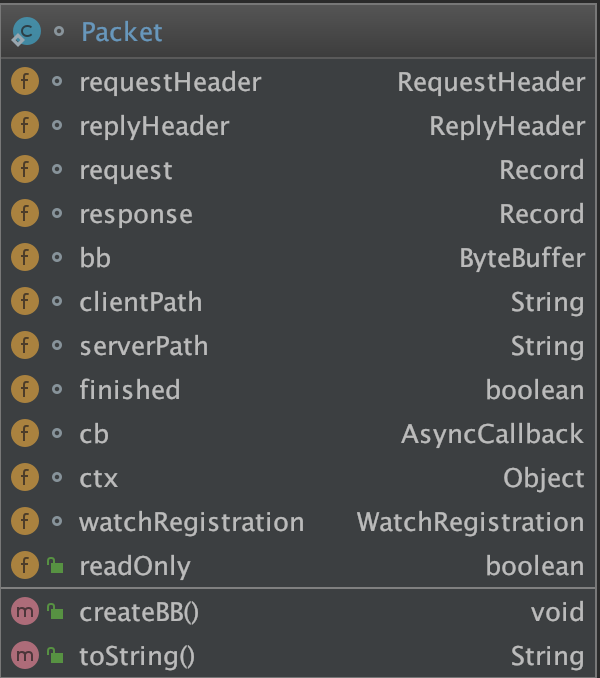 C Packet
f requestHeader RequestHeader
f replyHeader ReplyHeader
f request Record
f response Record
f bb ByteBuffer
f clientPath String
f serverPath String
f finished boolean
f cb AsyncCallback
f ctx Object
f watchRegistration WatchRegistration
f readOnly boolean
m createBB() void
m toString() String